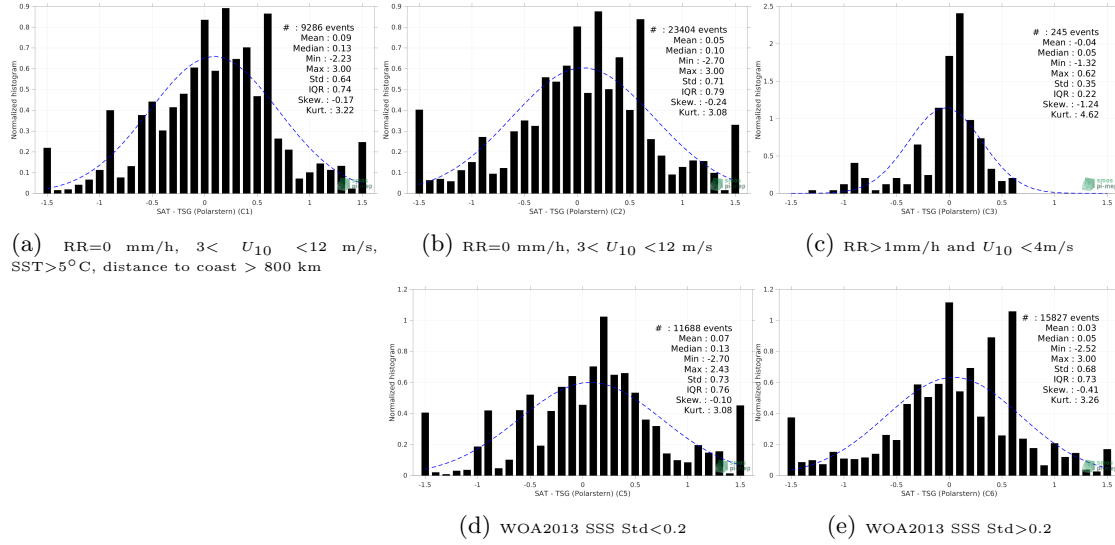 0.9
0.8
0.7
0.6
0.5
0.4
0.3
0.2
0.1
0
Normalized histogram
# : 9286 events
Mean : 0.09
Median : 0.13
Min : -2.23
Max : 3.00
Std : 0.64
IQR : 0.74
Skew. : -0.17
Kurt. : 3.22
smos
pi-mep
-1.5 -1 -0.5 0 0.5 1 1.5
SAT - TSG (Polarstern) (C1)
(a) RR=0 mm/h, 3< U10 <12 m/s,
SST>5°C, distance to coast > 800 km
0.9
0.8
0.7
0.6
0.5
0.4
0.3
0.2
0.1
0
Normalized histogram
# : 23404 events
Mean : 0.05
Median : 0.10
Min : -2.70
Max : 3.00
Std : 0.71
IQR : 0.79
Skew. : -0.24
Kurt. : 3.08
smos
pi-mep
-1.5 -1 -0.5 0 0.5 1 1.5
SAT - TSG (Polarstern) (C2)
(b) RR=0 mm/h, 3< U10 <12 m/s
2.5
2
1.5
1
0.5
0
Normalized histogram
# : 245 events
Mean : -0.04
Median : 0.05
Min : -1.32
Max : 0.62
Std : 0.35
IQR : 0.22
Skew. : -1.24
Kurt. : 4.62
smos
pi-mep
-1.5 -1 -0.5 0 0.5 1 1.5
SAT - TSG (Polarstern) (C3)
(c) RR>1mm/h and U10 <4m/s
1.2
1
0.8
0.6
0.4
0.2
0
Normalized histogram
# : 11688 events
Mean : 0.07
Median : 0.13
Min : -2.70
Max : 2.43
Std : 0.73
IQR : 0.76
Skew. : -0.10
Kurt. : 3.08
smos
pi-mep
-1.5 -1 -0.5 0 0.5 1 1.5
SAT - TSG (Polarstern) (C5)
(d) WOA2013 SSS Std<0.2
1.2
1
0.8
0.6
0.4
0.2
0
Normalized histogram
# : 15827 events
Mean : 0.03
Median : 0.05
Min : -2.52
Max : 3.00
Std : 0.68
IQR : 0.73
Skew. : -0.41
Kurt. : 3.26
smos
pi-mep
-1.5 -1 -0.5 0 0.5 1 1.5
SAT - TSG (Polarstern) (C6)
(e) WOA2013 SSS Std>0.2